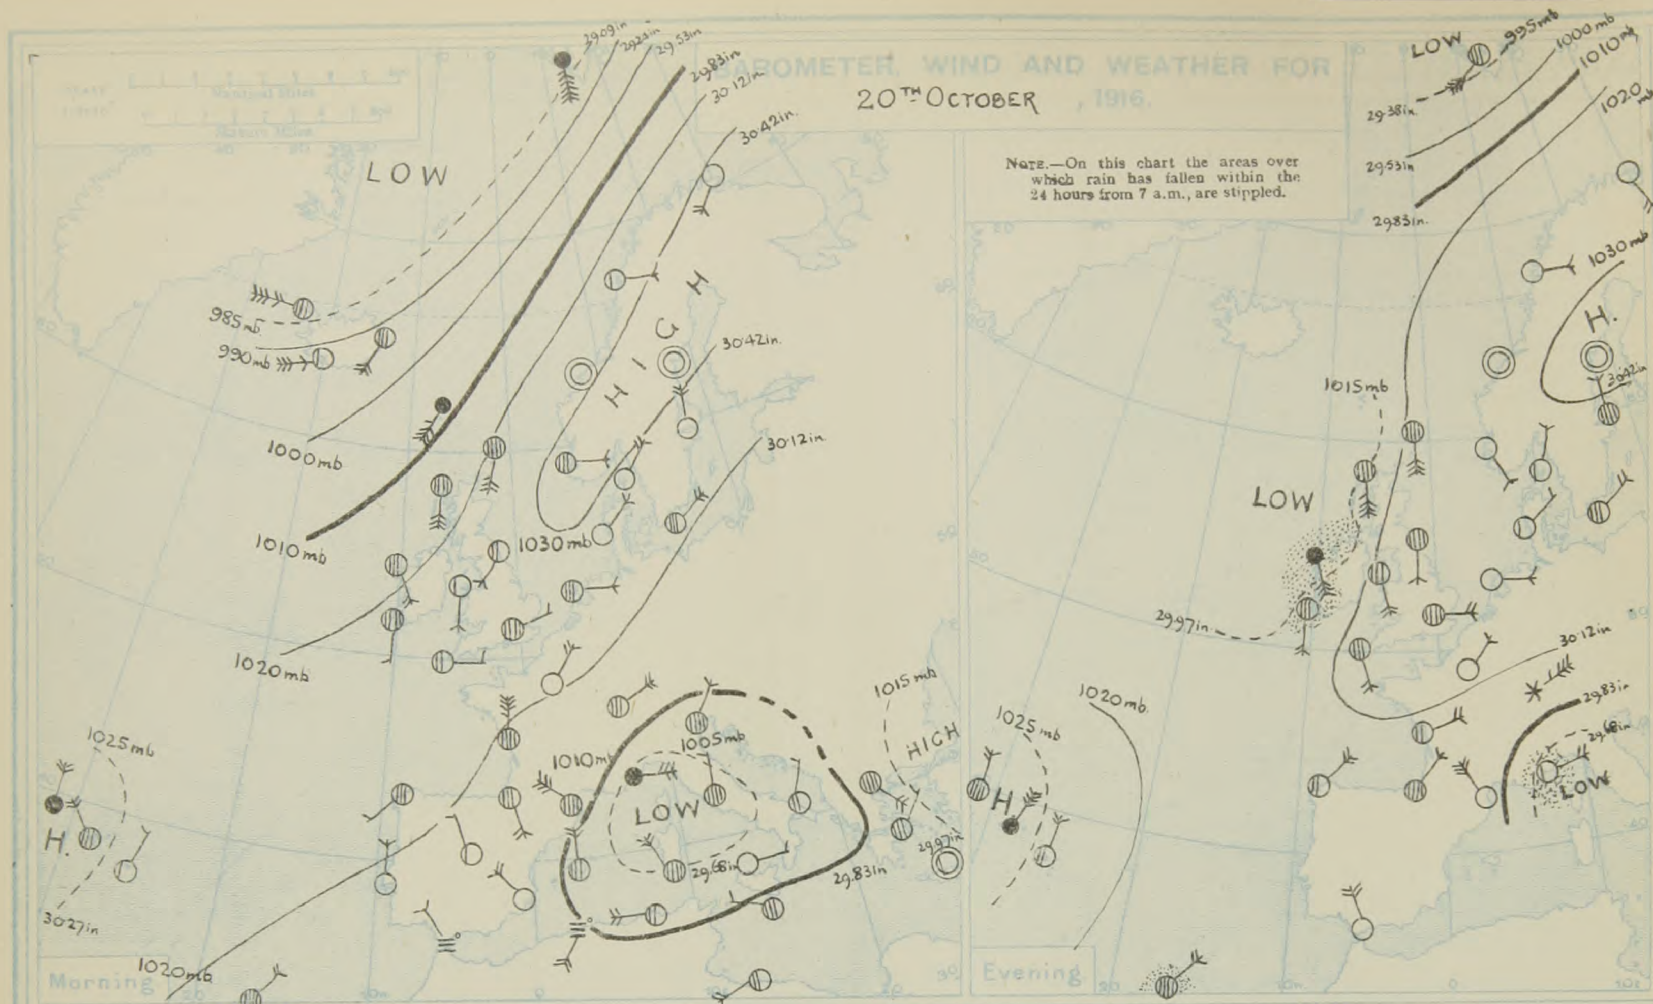 BAROMETER, WIND AND WEATHER FOR
20TH OCTOBER, 1916.
Nautical Miles
Statute Miles
NOTE.—On this chart the areas over
which rain has fallen within the
24 hours from 7 a.m., are stippled.
29.09in
29.53in
29.83in
30.12in.
30.42in.
LOW
985mb
990mb
1000mb
1010mb
1020mb
HIGH
30.42in.
30.12in.
1030mb
1025mb
H.
30.27in
1020mb
1010mb
1005mb
LOW
29.68in
29.83in
1015mb
HIGH
29.97in
Morning
LOW
995mb
1000mb
1010mb
1020mb
29.38in.
29.53in
29.83in.
1030mb
H.
30.42in
1015mb
LOW
29.97in
30.12in
29.83in
29.68in
LOW
1020mb.
1025mb
H
Evening